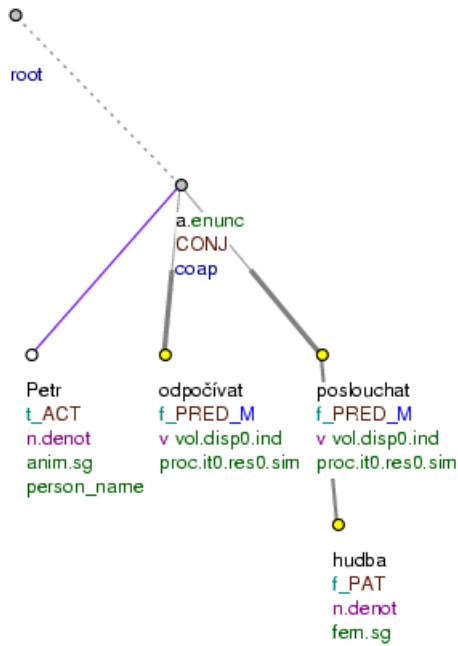 root
a.enunc
CONJ
coap
Petr
t_ACT
n.denot
anim.sg
person_name
odpočívat
f_PRED_M
v vol.disp0.ind
proc.it0.res0.sim
poslouchat
f_PRED_M
v vol.disp0.ind
proc.it0.res0.sim
hudba
f_PAT
n.denot
fem.sg